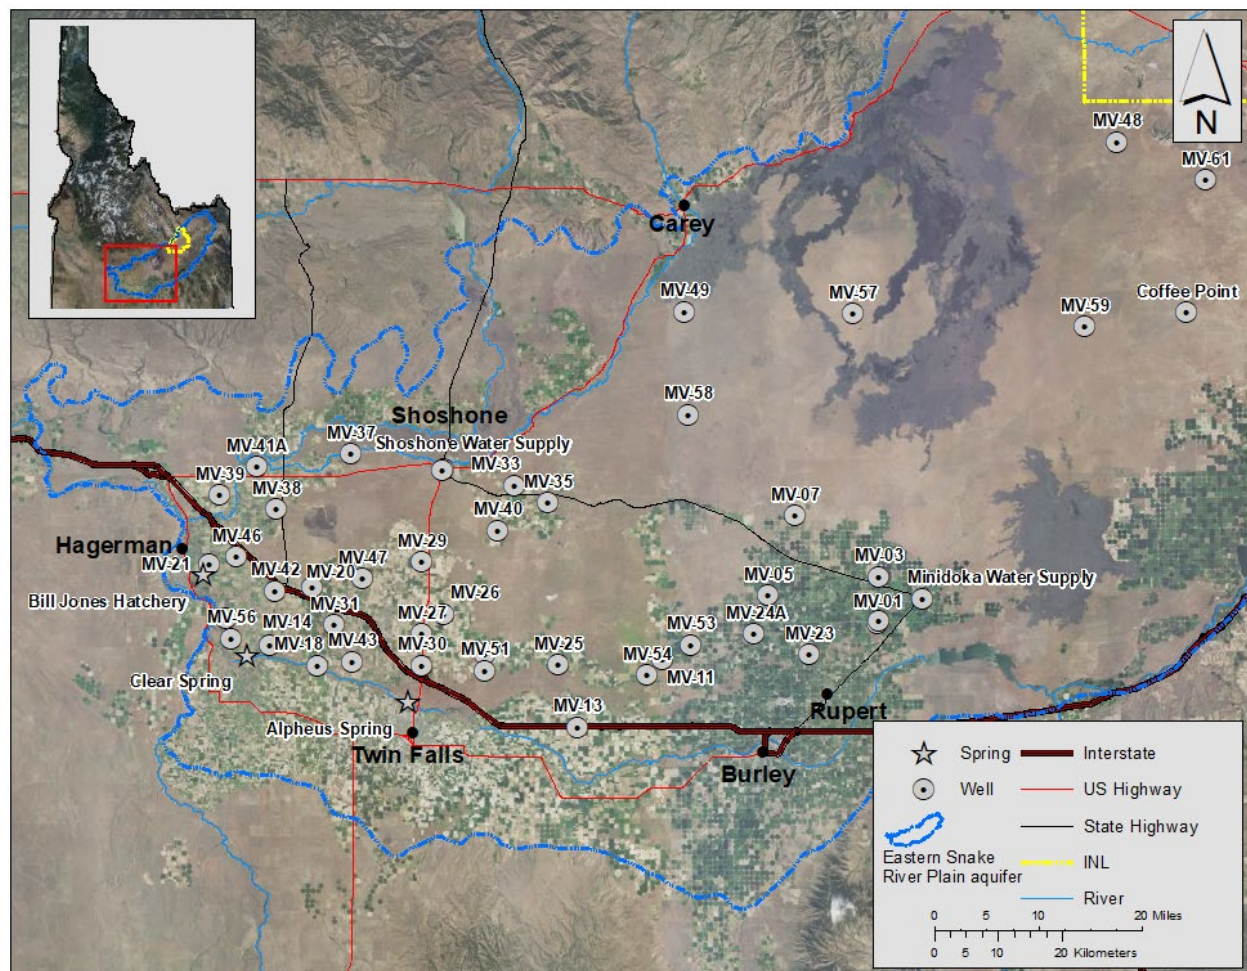 N
MV-48
MV-61
Carey
MV-49
MV-57
MV-59
Coffee Point
MV-58
Shoshone
MV-41A
MV-37
Shoshone Water Supply
MV-33
MV-39
MV-38
MV-35
MV-40
MV-07
Hagerman
MV-46
MV-21
MV-42
MV-20
MV-47
MV-29
MV-03
MV-05
Minidoka Water Supply
Bill Jones Hatchery
MV-56
MV-14
MV-31
MV-26
MV-27
MV-01
MV-24A
MV-53
MV-23
MV-18
MV-43
MV-30
MV-51
MV-25
MV-54
MV-11
Clear Spring
MV-13
Rupert
Alpheus Spring
Twin Falls
Burley
Spring
Interstate
Well
US Highway
State Highway
Eastern Snake
River Plain aquifer
INL
River
0 5 10 20 Miles
0 5 10 20 Kilometers